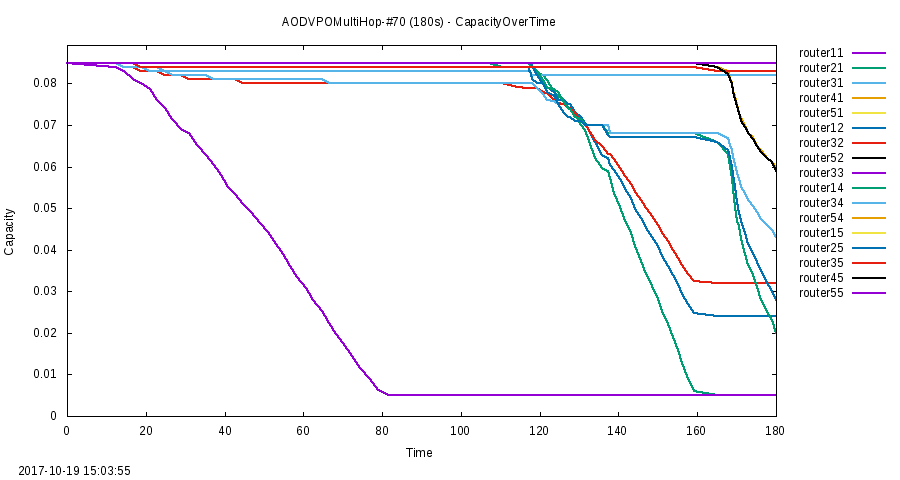 AODVPOMultiHop-#70 (180s) - CapacityOverTime
router11
router21
router31
router41
router51
router12
router32
router52
router33
router14
router34
router54
router15
router25
router35
router45
router55
0.08
0.07
0.06
0.05
0.04
0.03
0.02
0.01
0
Capacity
0 20 40 60 80 100 120 140 160 180
Time
2017-10-19 15:03:55